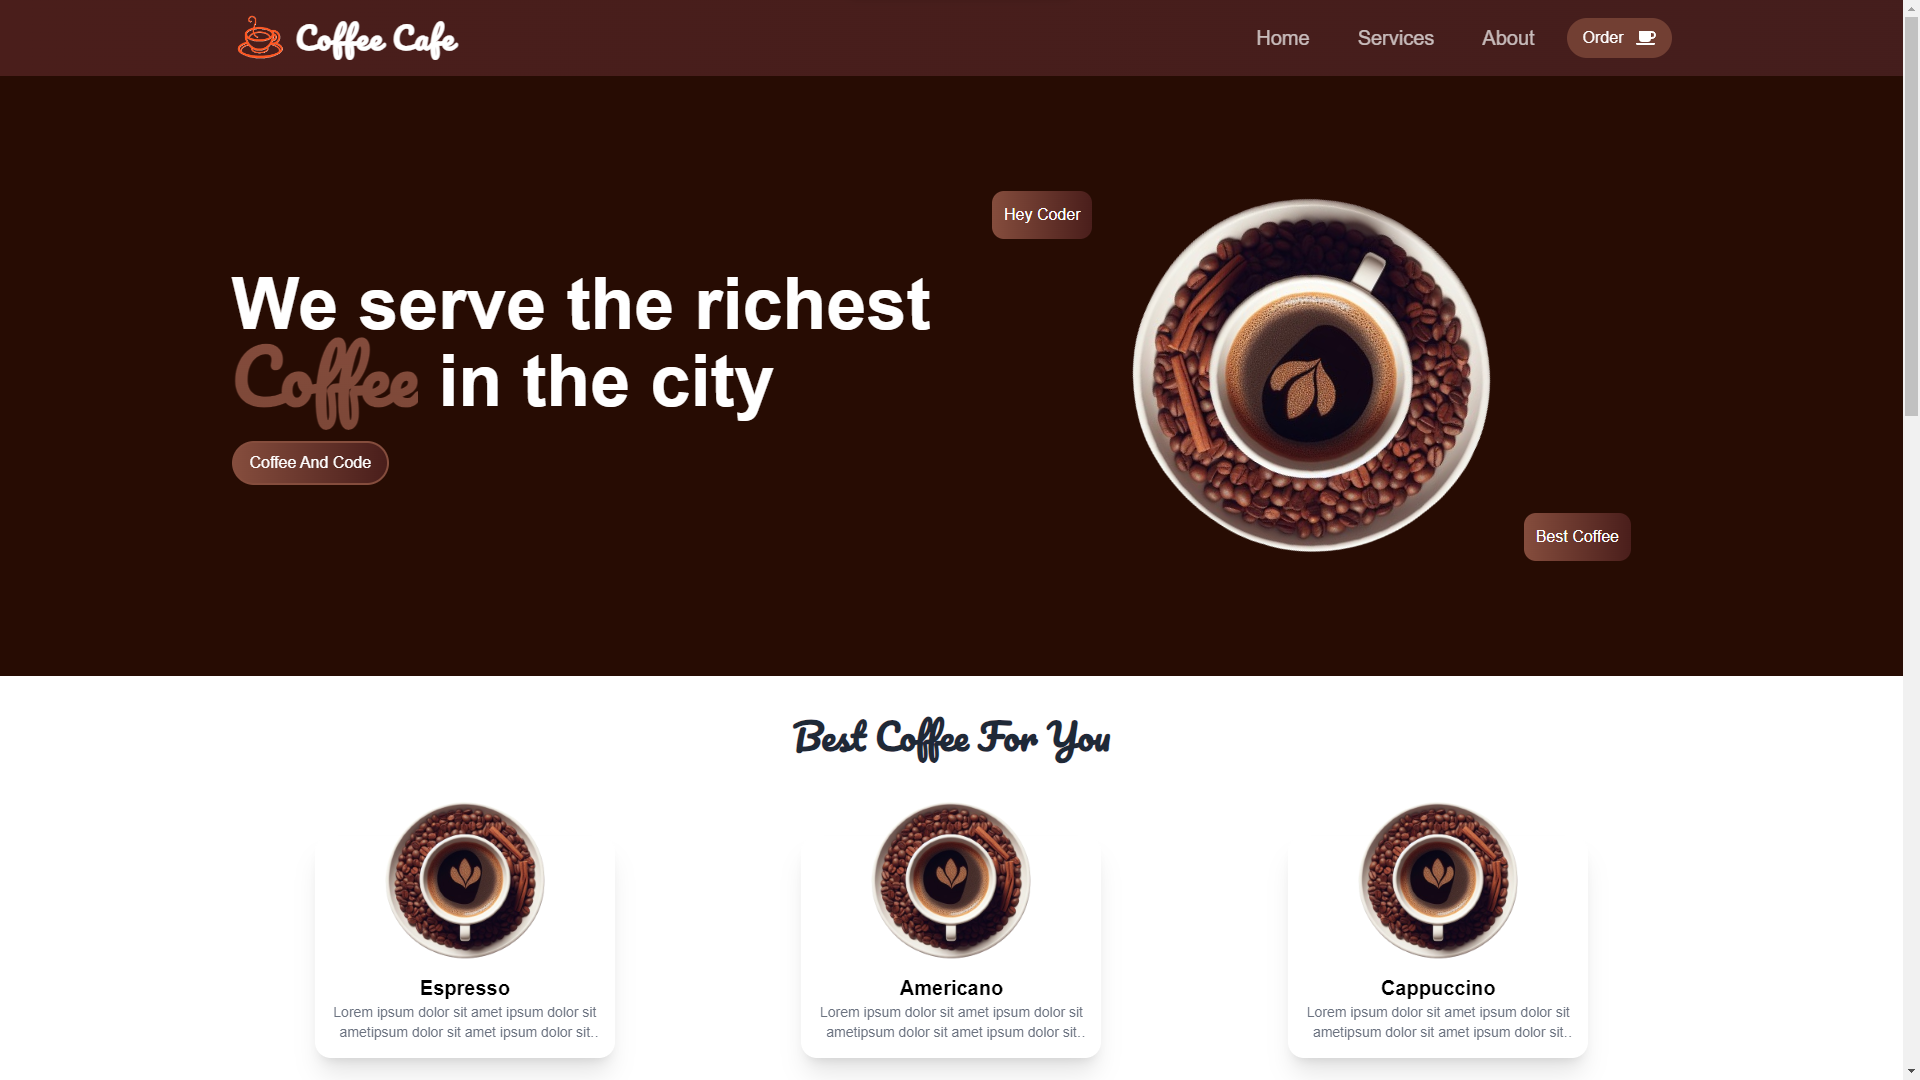 Coffee Cafe
Home
Services
About
Order
Hey Coder
We serve the richest
Coffee in the city
Coffee And Code
Best Coffee
Best Coffee For You
Espresso
Lorem ipsum dolor sit amet ipsum dolor sit
ametipsum dolor sit amet ipsum dolor sit..
Americano
Lorem ipsum dolor sit amet ipsum dolor sit
ametipsum dolor sit amet ipsum dolor sit..
Cappuccino
Lorem ipsum dolor sit amet ipsum dolor sit
ametipsum dolor sit amet ipsum dolor sit..